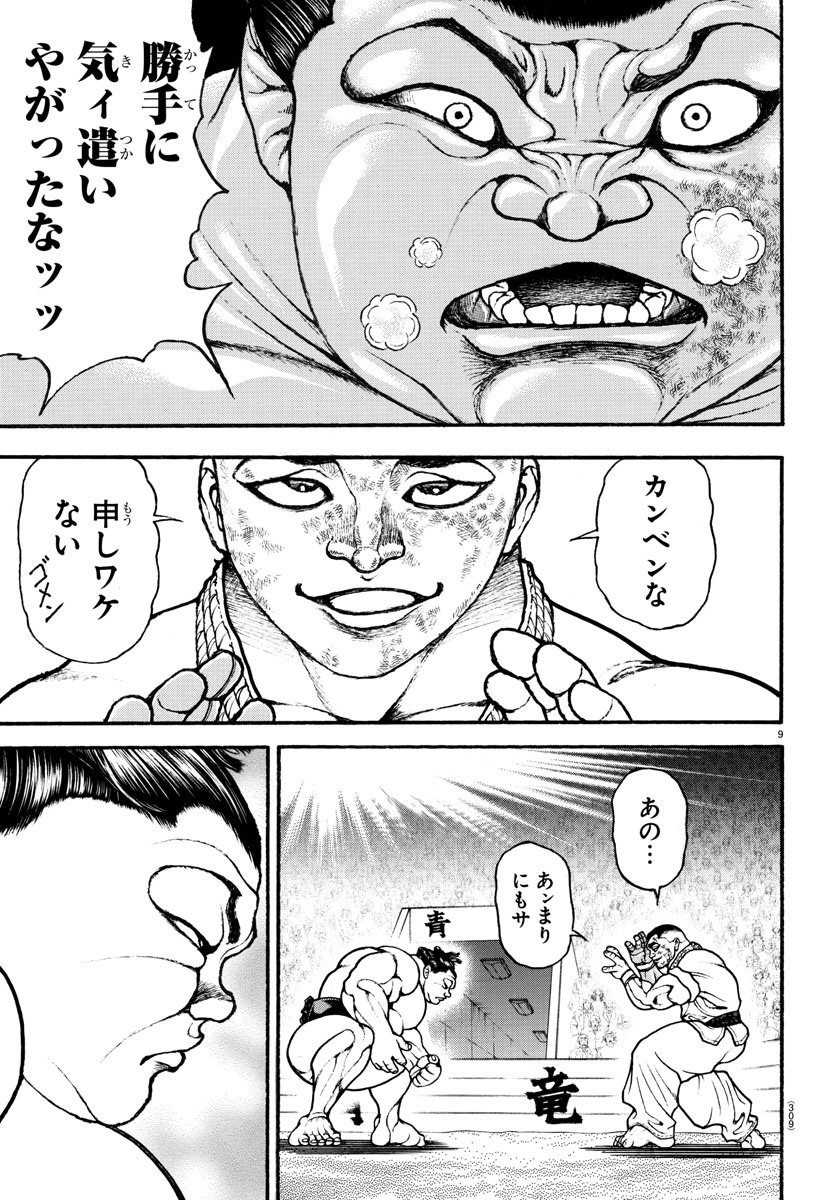 勝手に
気ィ遣い
やがったなッッ
カンベンな
申しワケ
ない
ゴメン
9
あの…
あンまり
にもサ
青
竜
(309)